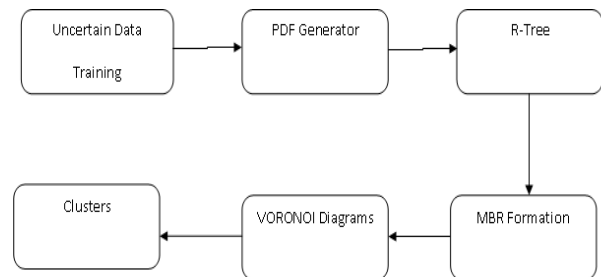 Uncertain Data
Training
PDF Generator
R-Tree
Clusters
VORONOI Diagrams
MBR Formation